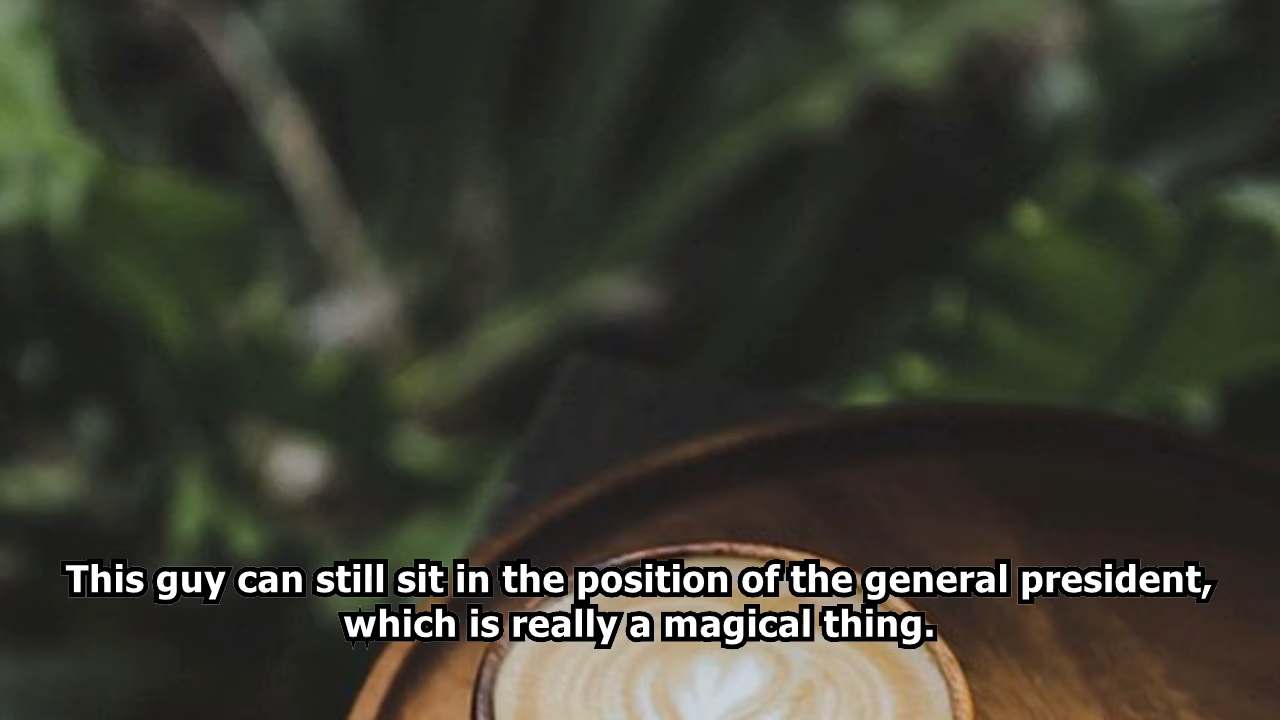 This guy can still sit in the position of the general president,
which is really a magical thing.